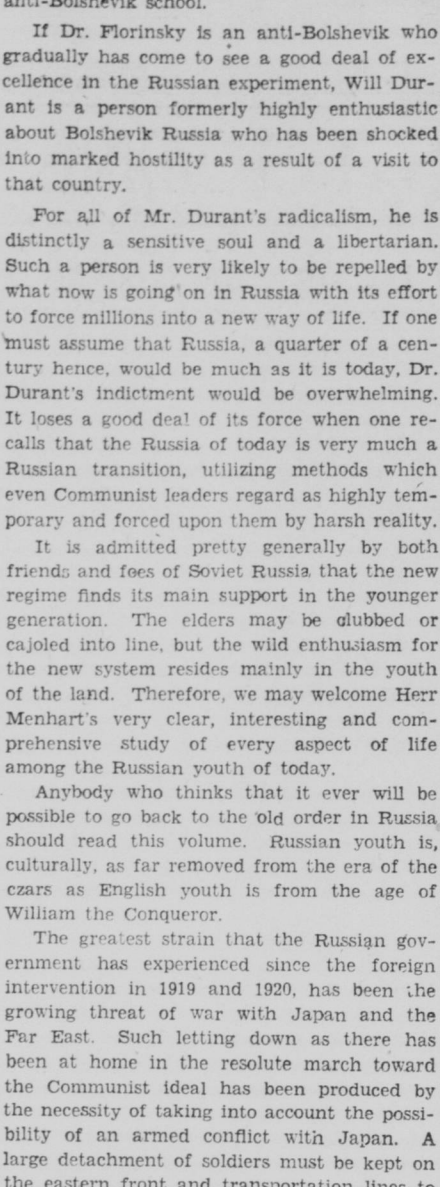 anti-Bolshevik school.
If Dr. Florinsky is an anti-Bolshevik who
gradually has come to see a good deal of ex-
cellence in the Russian experiment, Will Dur-
ant is a person formerly highly enthusiastic
about Bolshevik Russia who has been shocked
into marked hostility as a result of a visit to
that country.
For all of Mr. Durant's radicalism, he is
distinctly a sensitive soul and a libertarian.
Such a person is very likely to be repelled by
what now is going on in Russia with its effort
to force millions into a new way of life. If one
must assume that Russia, a quarter of a cen-
tury hence, would be much as it is today, Dr.
Durant's indictment would be overwhelming.
It loses a good deal of its force when one re-
calls that the Russia of today is very much a
Russian transition, utilizing methods which
even Communist leaders regard as highly tem-
porary and forced upon them by harsh reality.
It is admitted pretty generally by both
friends and foes of Soviet Russia that the new
regime finds its main support in the younger
generation. The elders may be clubbed or
cajoled into line, but the wild enthusiasm for
the new system resides mainly in the youth
of the land. Therefore, we may welcome Herr
Menhart's very clear, interesting and com-
prehensive study of every aspect of life
among the Russian youth of today.
Anybody who thinks that it ever will be
possible to go back to the old order in Russia
should read this volume. Russian youth is,
culturally, as far removed from the era of the
czars as English youth is from the age of
William the Conqueror.
The greatest strain that the Russian gov-
ernment has experienced since the foreign
intervention in 1919 and 1920, has been the
growing threat of war with Japan and the
Far East. Such letting down as there has
been at home in the resolute march toward
the Communist ideal has been produced by
the necessity of taking into account the possi-
bility of an armed conflict with Japan. A
large detachment of soldiers must be kept on
the eastern front and transportation lines to